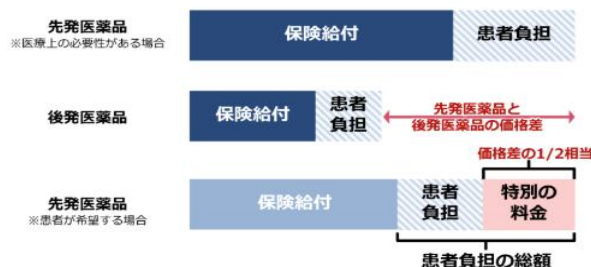 先発医薬品
※医療上の必要性がある場合
保険給付
患者負担
後発医薬品
保険給付
患者
負担
先発医薬品と
後発医薬品の価格差
価格差の1/2相当
先発医薬品
※患者が希望する場合
保険給付
患者
負担
特別の
料金
患者負担の総額